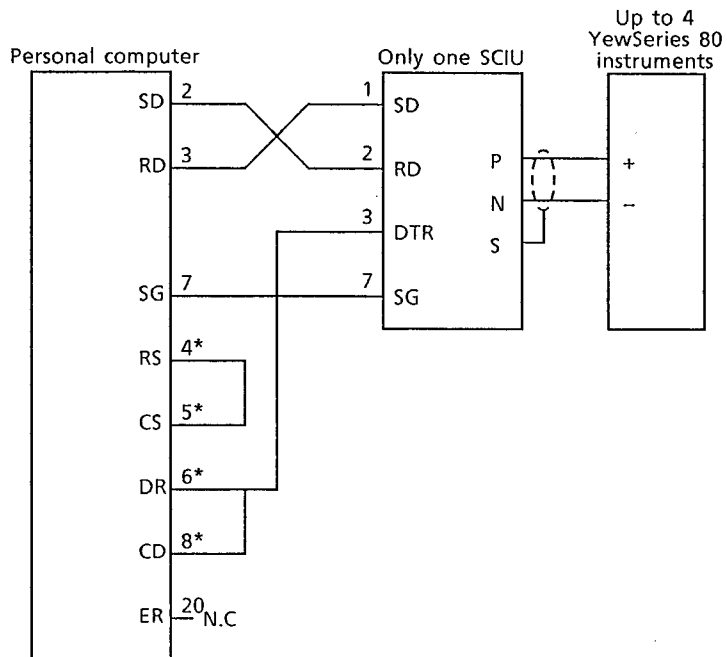 Up to 4
YewSeries 80
instruments
Personal computer
Only one SCIU
SD 2
1 SD
RD 3
2 RD
P
+
N
−
3 DTR
S
SG 7
7 SG
RS 4*
CS 5*
DR 6*
CD 8*
ER 20 N.C